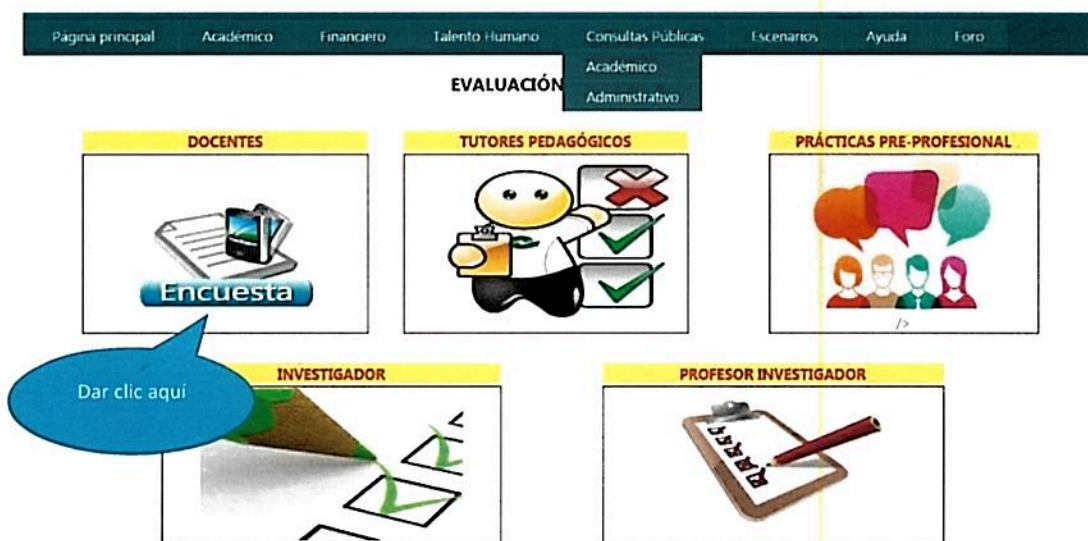 Página principal Académico Financiero Talento Humano Consultas Públicas Escenarios Ayuda Foro
Académico
Administrativo
EVALUACIÓN
DOCENTES TUTORES PEDAGÓGICOS PRÁCTICAS PRE-PROFESIONAL
Encuesta
/>
Dar clic aquí
INVESTIGADOR PROFESOR INVESTIGADOR